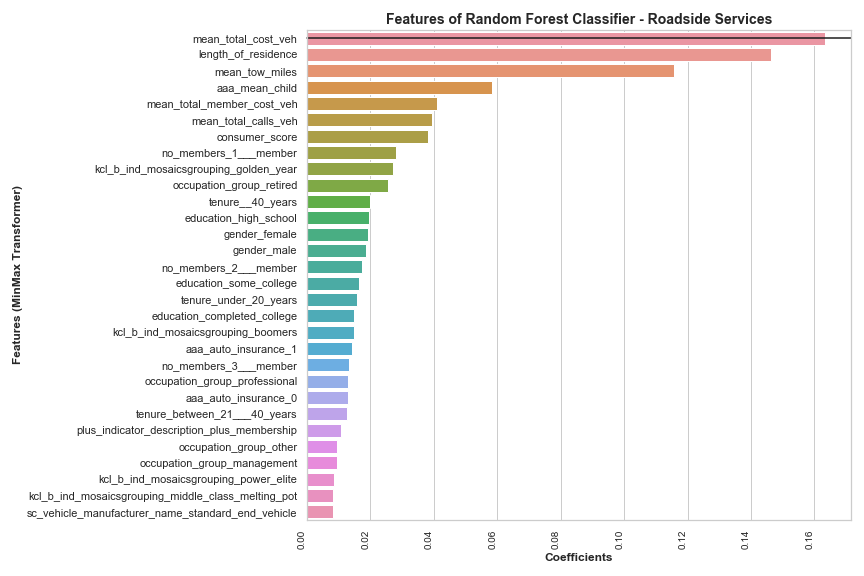 Features of Random Forest Classifier - Roadside Services
Features (MinMax Transformer)
mean_total_cost_veh
length_of_residence
mean_tow_miles
aaa_mean_child
mean_total_member_cost_veh
mean_total_calls_veh
consumer_score
no_members_1___member
kcl_b_ind_mosaicsgrouping_golden_year
occupation_group_retired
tenure__40_years
education_high_school
gender_female
gender_male
no_members_2___member
education_some_college
tenure_under_20_years
education_completed_college
kcl_b_ind_mosaicsgrouping_boomers
aaa_auto_insurance_1
no_members_3___member
occupation_group_professional
aaa_auto_insurance_0
tenure_between_21___40_years
plus_indicator_description_plus_membership
occupation_group_other
occupation_group_management
kcl_b_ind_mosaicsgrouping_power_elite
kcl_b_ind_mosaicsgrouping_middle_class_melting_pot
sc_vehicle_manufacturer_name_standard_end_vehicle
0.00 0.02 0.04 0.06 0.08 0.10 0.12 0.14 0.16
Coefficients